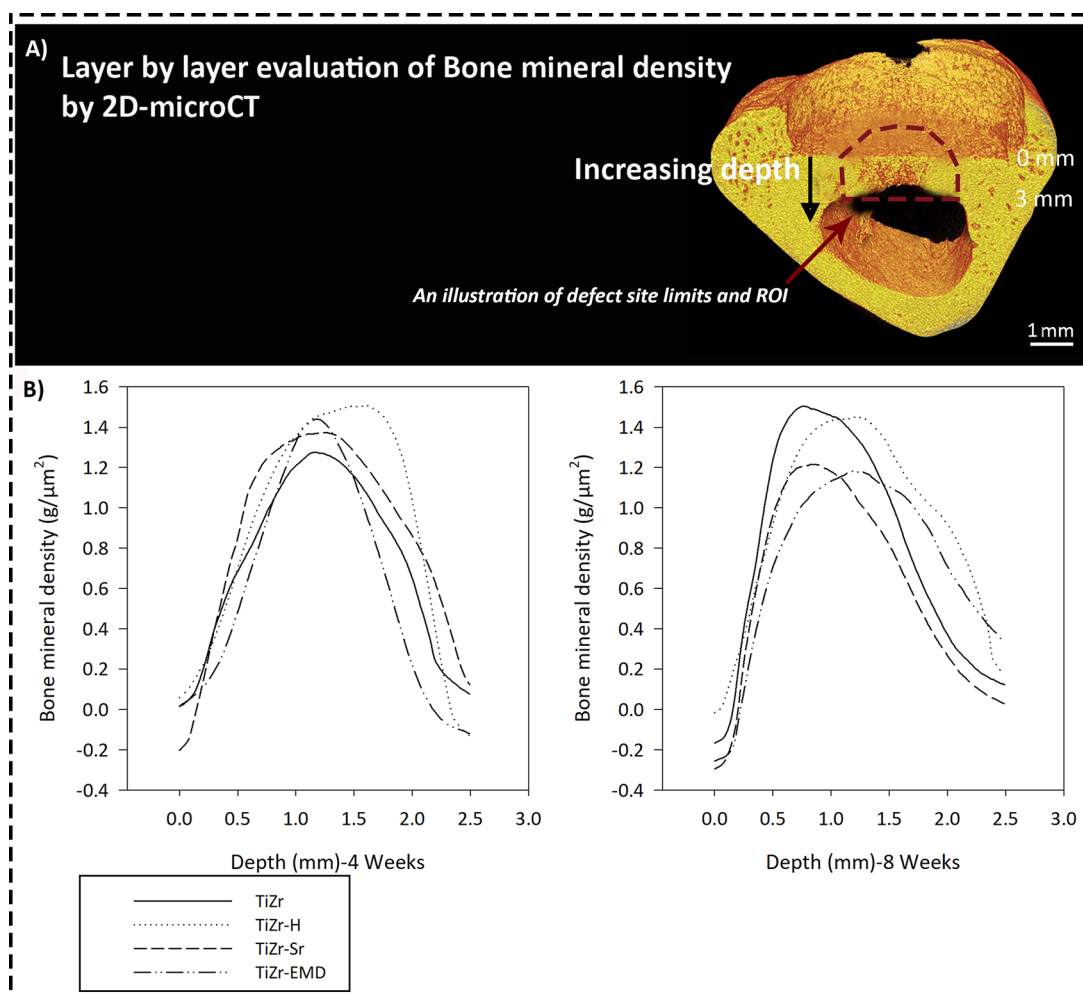 A)
Layer by layer evaluation of Bone mineral density
by 2D-microCT
Increasing depth
0 mm
3 mm
An illustration of defect site limits and ROI
1 mm
B)
Bone mineral density (g/μm²)
1.6
1.4
1.2
1.0
0.8
0.6
0.4
0.2
0.0
-0.2
-0.4
0.0 0.5 1.0 1.5 2.0 2.5 3.0
Depth (mm)-4 Weeks
Bone mineral density (g/μm²)
1.6
1.4
1.2
1.0
0.8
0.6
0.4
0.2
0.0
-0.2
-0.4
0.0 0.5 1.0 1.5 2.0 2.5 3.0
Depth (mm)-8 Weeks
TiZr
TiZr-H
TiZr-Sr
TiZr-EMD